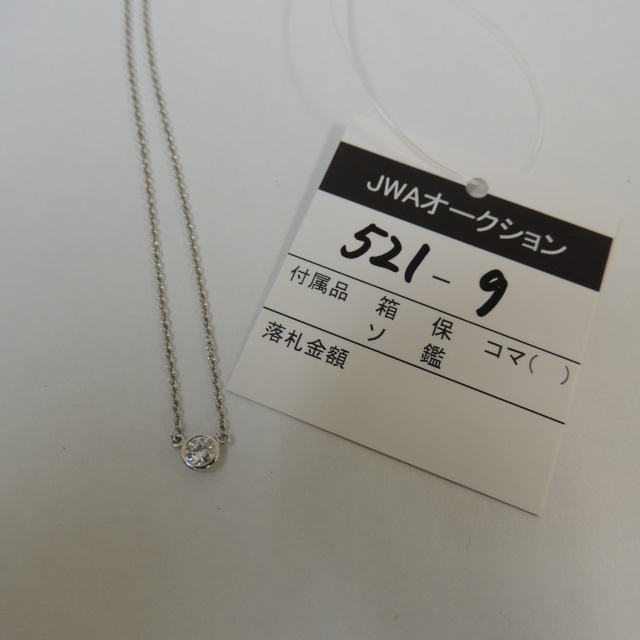 JWAオークション
521-9
付属品 箱 保 コマ( )
ソ 鑑
落札金額